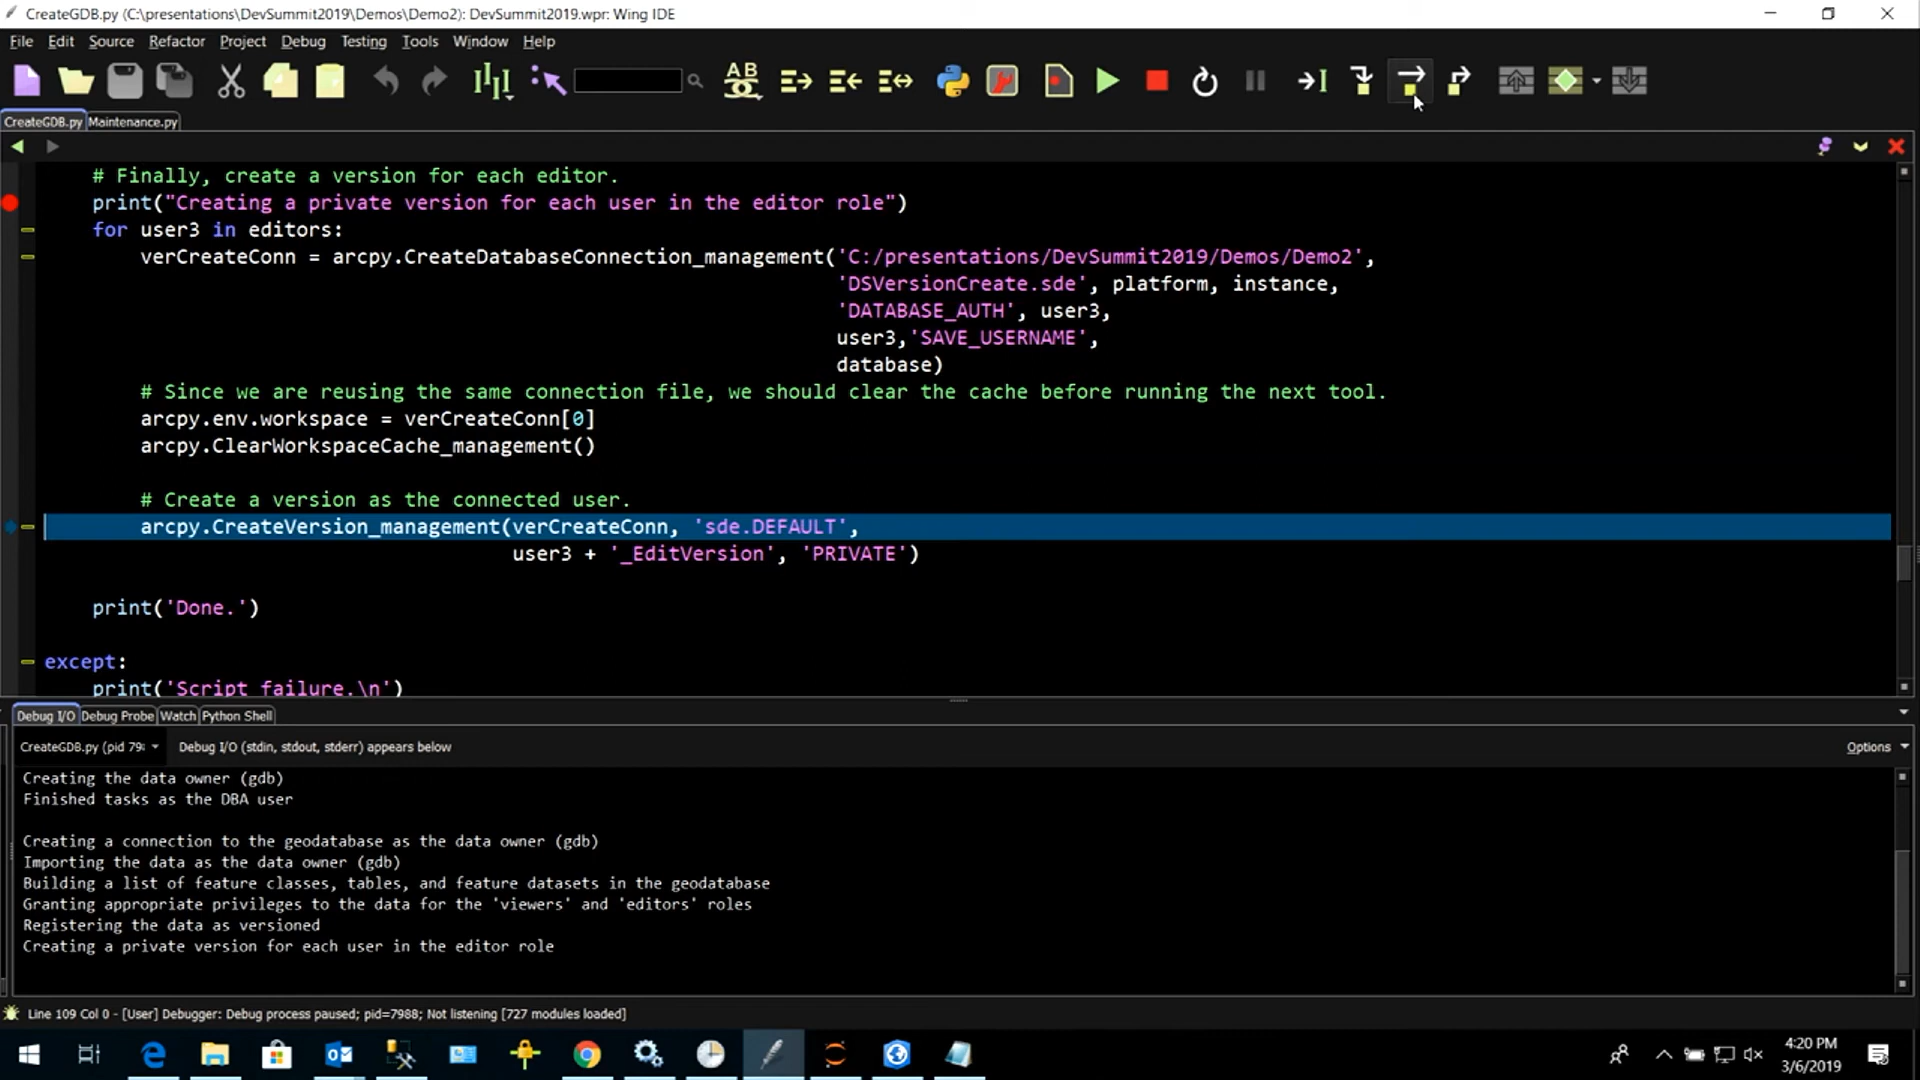 CreateGDB.py (C:\presentations\DevSummit2019\Demos\Demo2): DevSummit2019.wpr: Wing IDE
File Edit Source Refactor Project Debug Testing Tools Window Help
AB
CreateGDB.py Maintenance.py
# Finally, create a version for each editor.
print("Creating a private version for each user in the editor role")
for user3 in editors:
verCreateConn = arcpy.CreateDatabaseConnection_management('C:/presentations/DevSummit2019/Demos/Demo2',
'DSVersionCreate.sde', platform, instance,
'DATABASE_AUTH', user3,
user3,'SAVE_USERNAME',
database)
# Since we are reusing the same connection file, we should clear the cache before running the next tool.
arcpy.env.workspace = verCreateConn[0]
arcpy.ClearWorkspaceCache_management()
# Create a version as the connected user.
arcpy.CreateVersion_management(verCreateConn, 'sde.DEFAULT',
user3 + '_EditVersion', 'PRIVATE')
print('Done.')
except:
print('Script failure.\n')
Debug I/O Debug Probe Watch Python Shell
CreateGDB.py (pid 79 Debug I/O (stdin, stdout, stderr) appears below Options
Creating the data owner (gdb)
Finished tasks as the DBA user
Creating a connection to the geodatabase as the data owner (gdb)
Importing the data as the data owner (gdb)
Building a list of feature classes, tables, and feature datasets in the geodatabase
Granting appropriate privileges to the data for the 'viewers' and 'editors' roles
Registering the data as versioned
Creating a private version for each user in the editor role
Line 109 Col 0 - [User] Debugger: Debug process paused; pid=7988; Not listening [727 modules loaded]
4:20 PM
3/6/2019